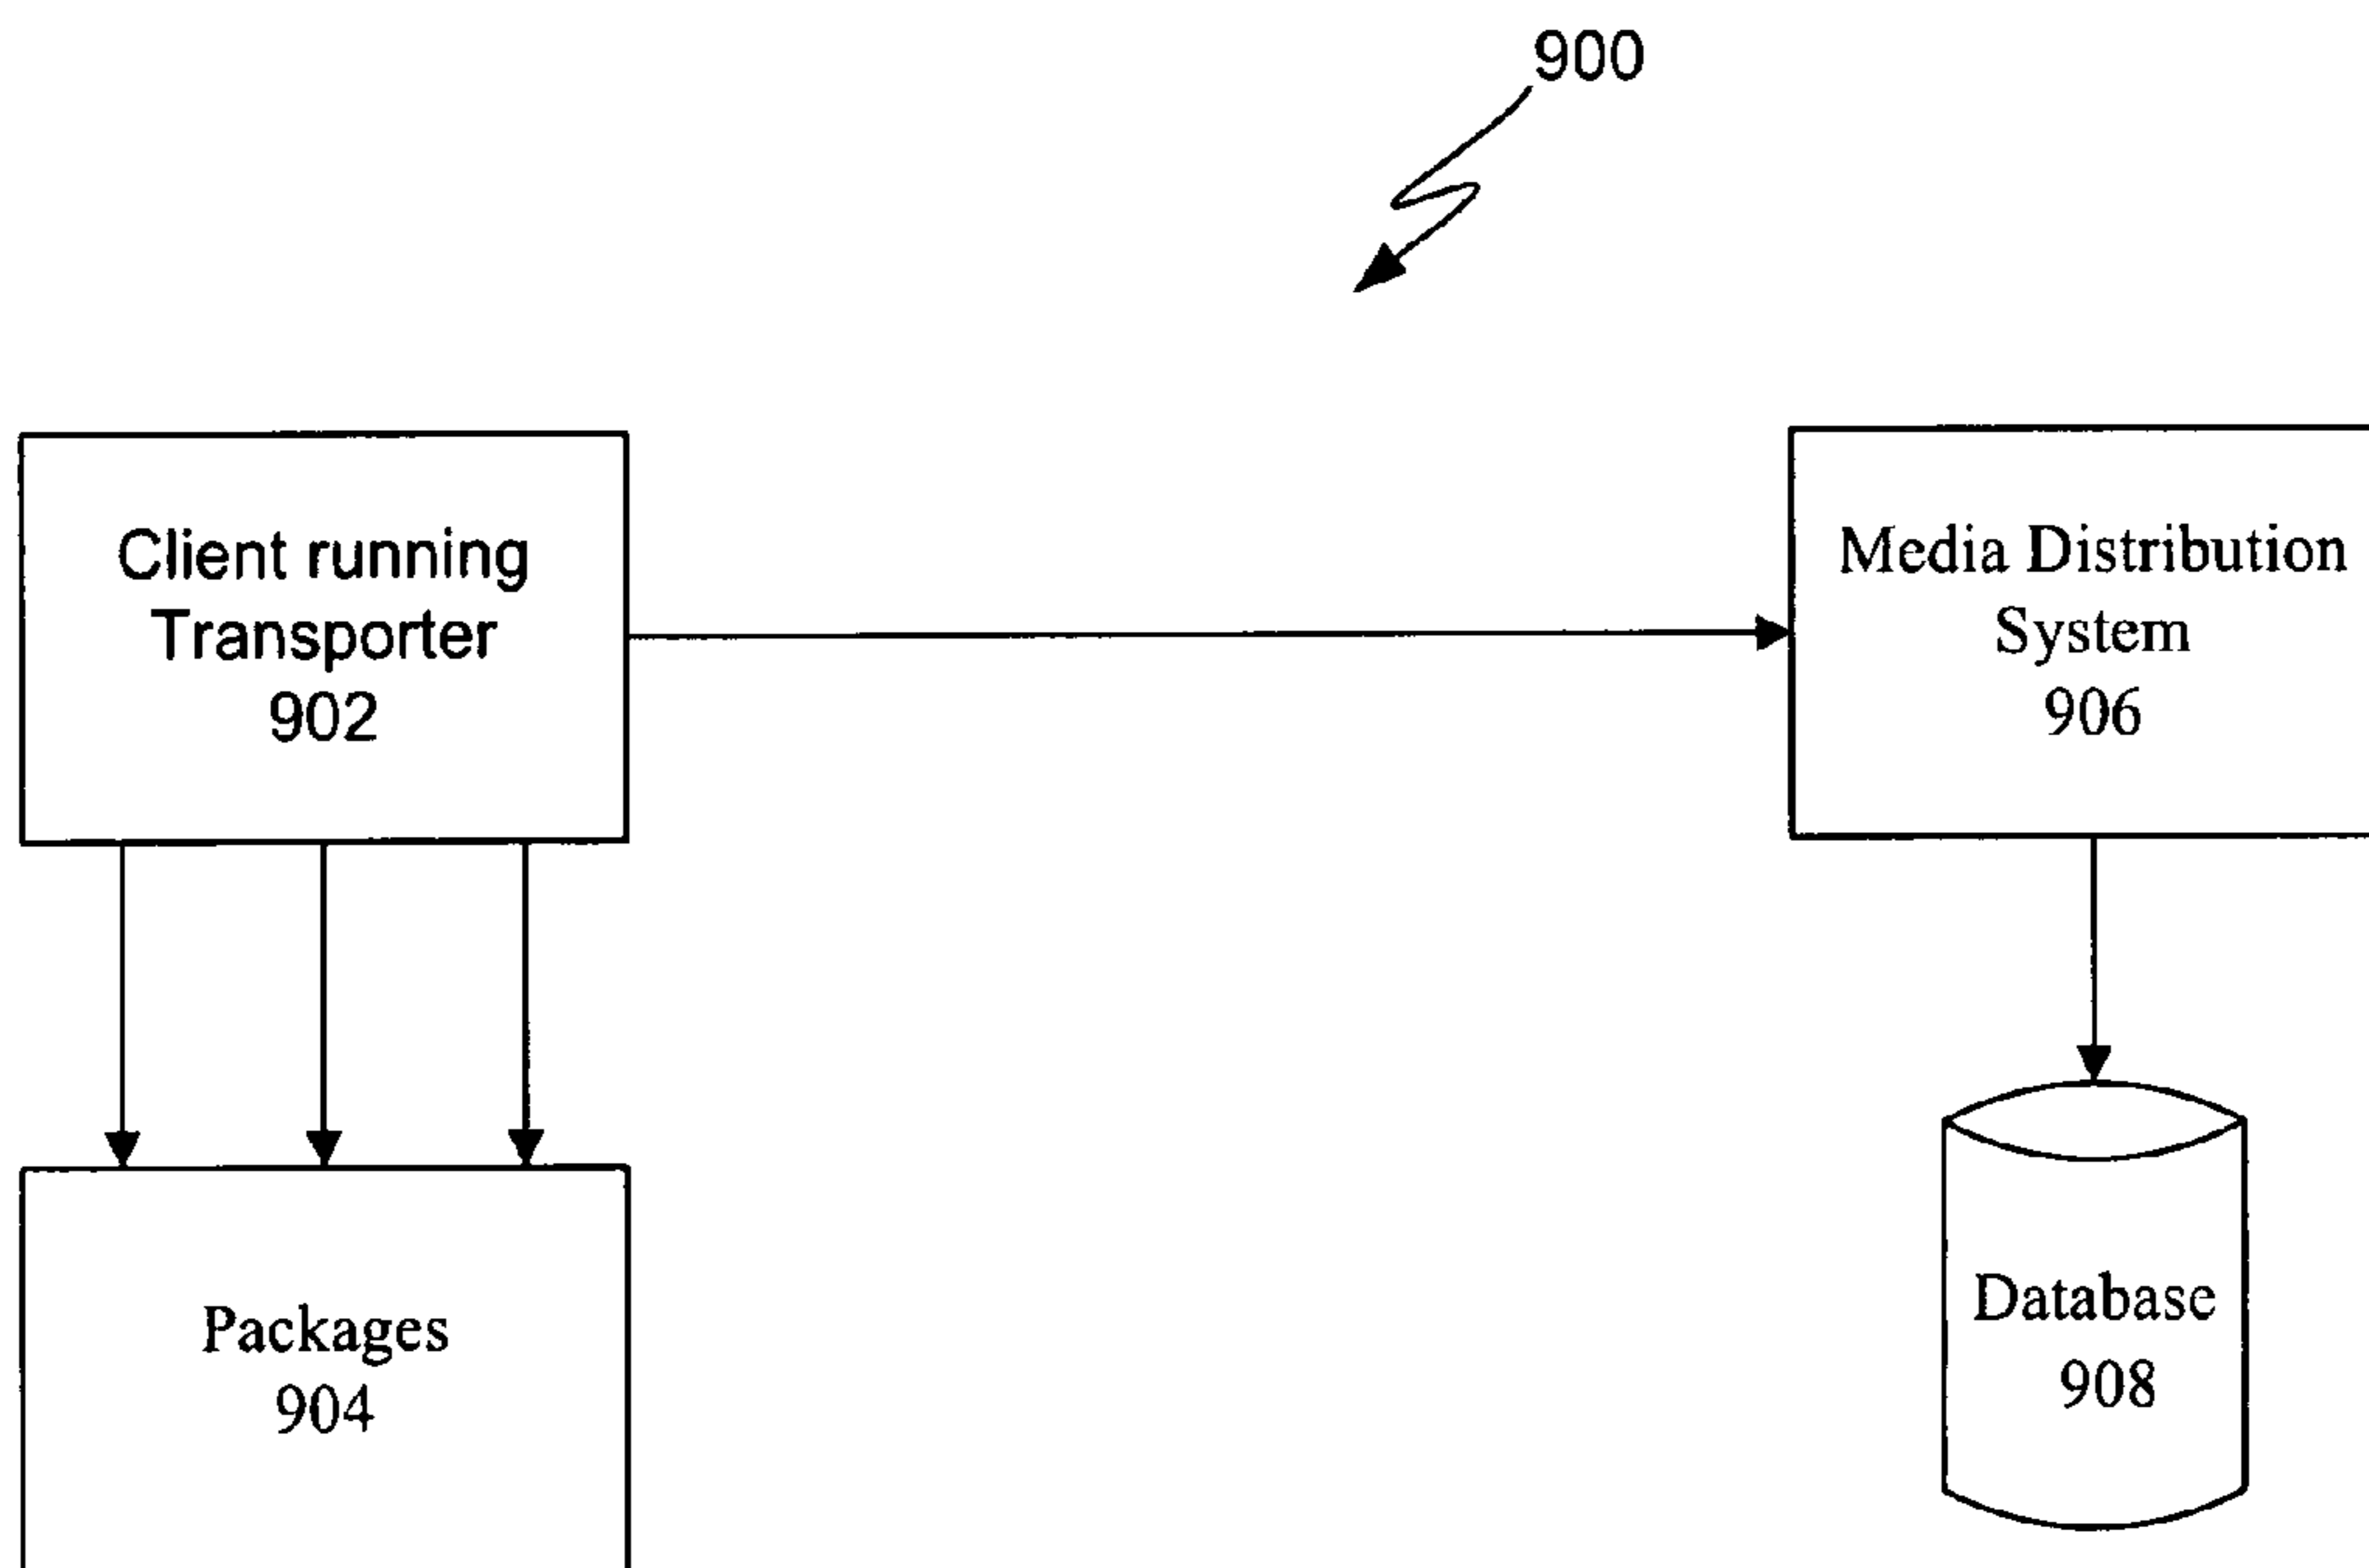 900
Client running
Transporter
902
Media Distribution
System
906
Packages
904
Database
908